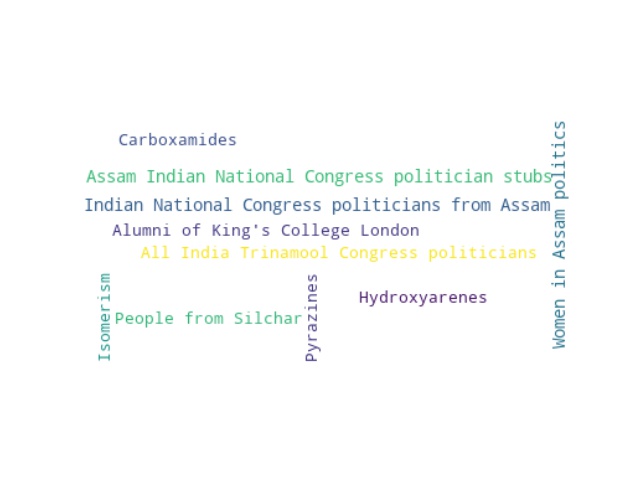 Carboxamides
Assam Indian National Congress politician stubs
Indian National Congress politicians from Assam
Alumni of King's College London
All India Trinamool Congress politicians
Isomerism
People from Silchar
Pyrazines
Hydroxyarenes
Women in Assam politics